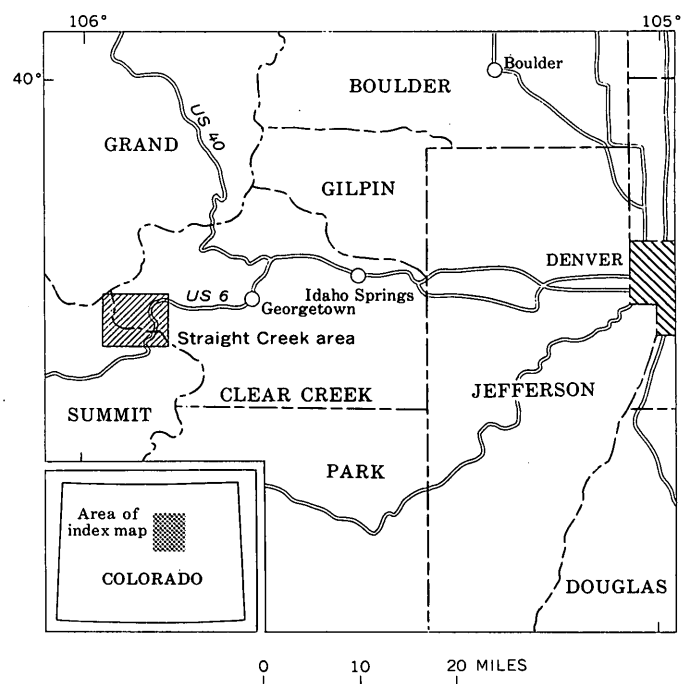 106°
105°
40°
Boulder
BOULDER
US 40
GRAND
GILPIN
DENVER
US 6
Idaho Springs
Georgetown
Straight Creek area
CLEAR CREEK
JEFFERSON
SUMMIT
PARK
Area of
index map
COLORADO
DOUGLAS
0 10 20 MILES